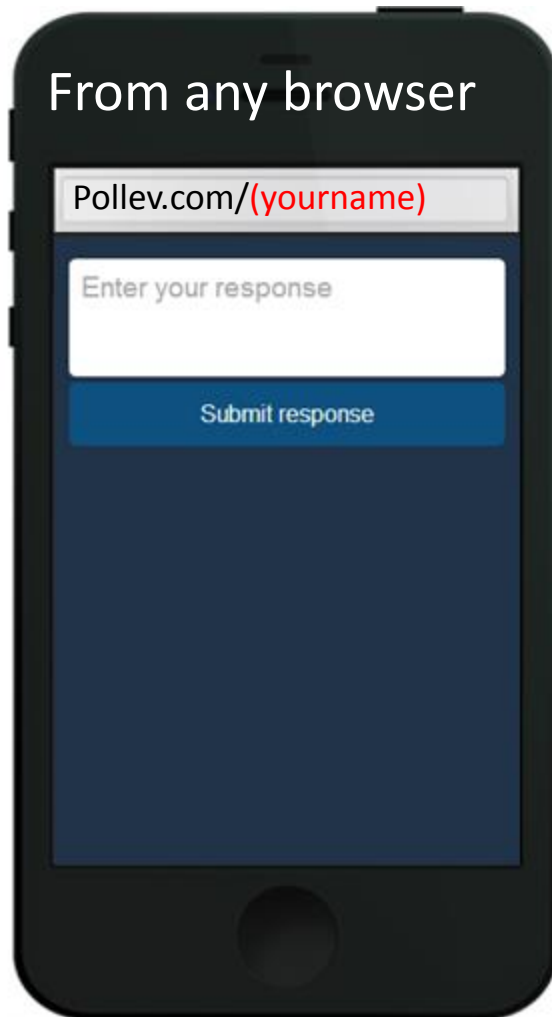 From any browser
Pollev.com/(yourname)
Enter your response
Submit response